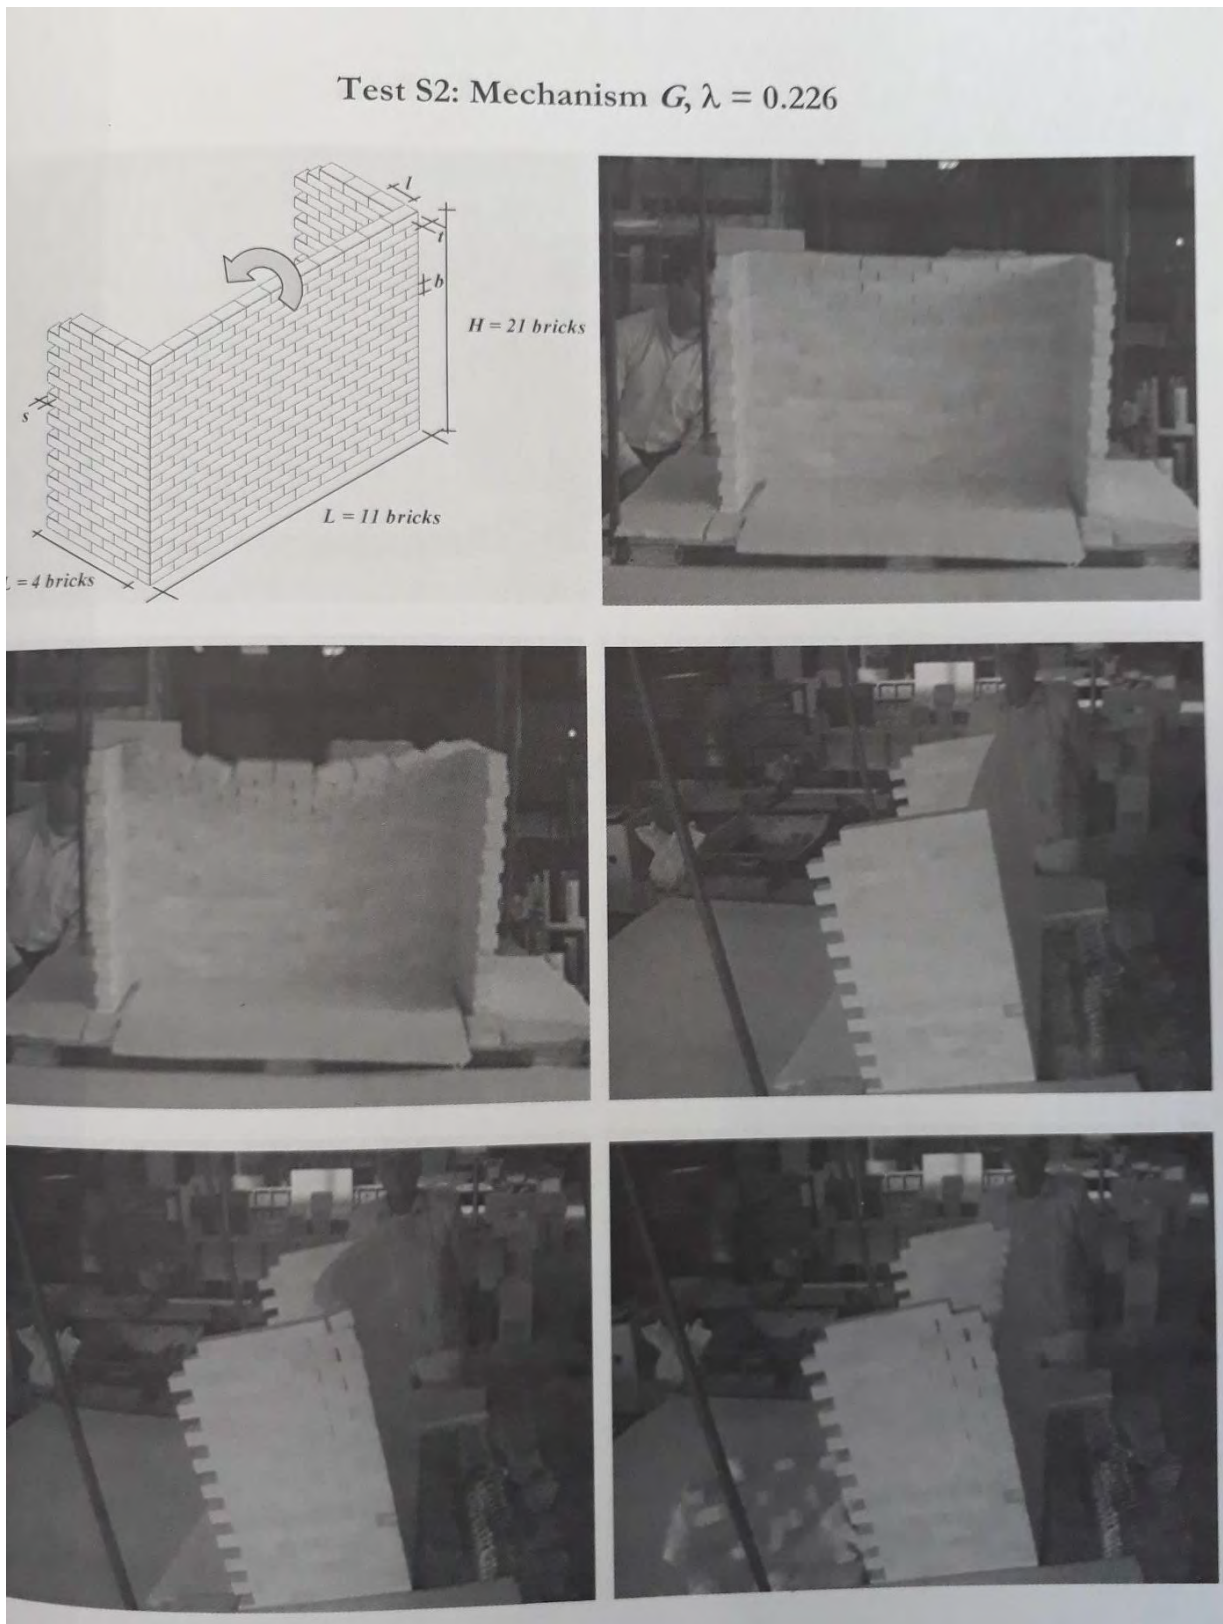 Test S2: Mechanism G, λ = 0.226
l
t
b
H = 21 bricks
s
L = 11 bricks
= 4 bricks